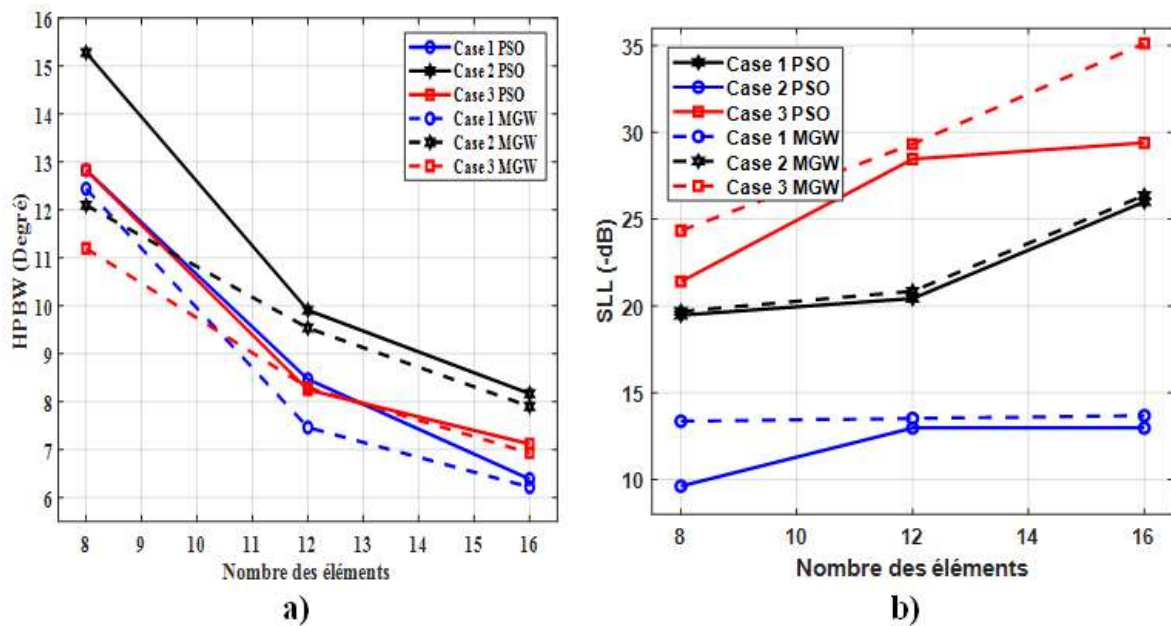 16
15
14
13
12
11
10
9
8
7
6
HPBW (Degré)
Case 1 PSO
Case 2 PSO
Case 3 PSO
Case 1 MGW
Case 2 MGW
Case 3 MGW
8 9 10 11 12 13 14 15 16
Nombre des éléments
a)
35
30
25
20
15
10
SLL (-dB)
Case 1 PSO
Case 2 PSO
Case 3 PSO
Case 1 MGW
Case 2 MGW
Case 3 MGW
8 10 12 14 16
Nombre des éléments
b)